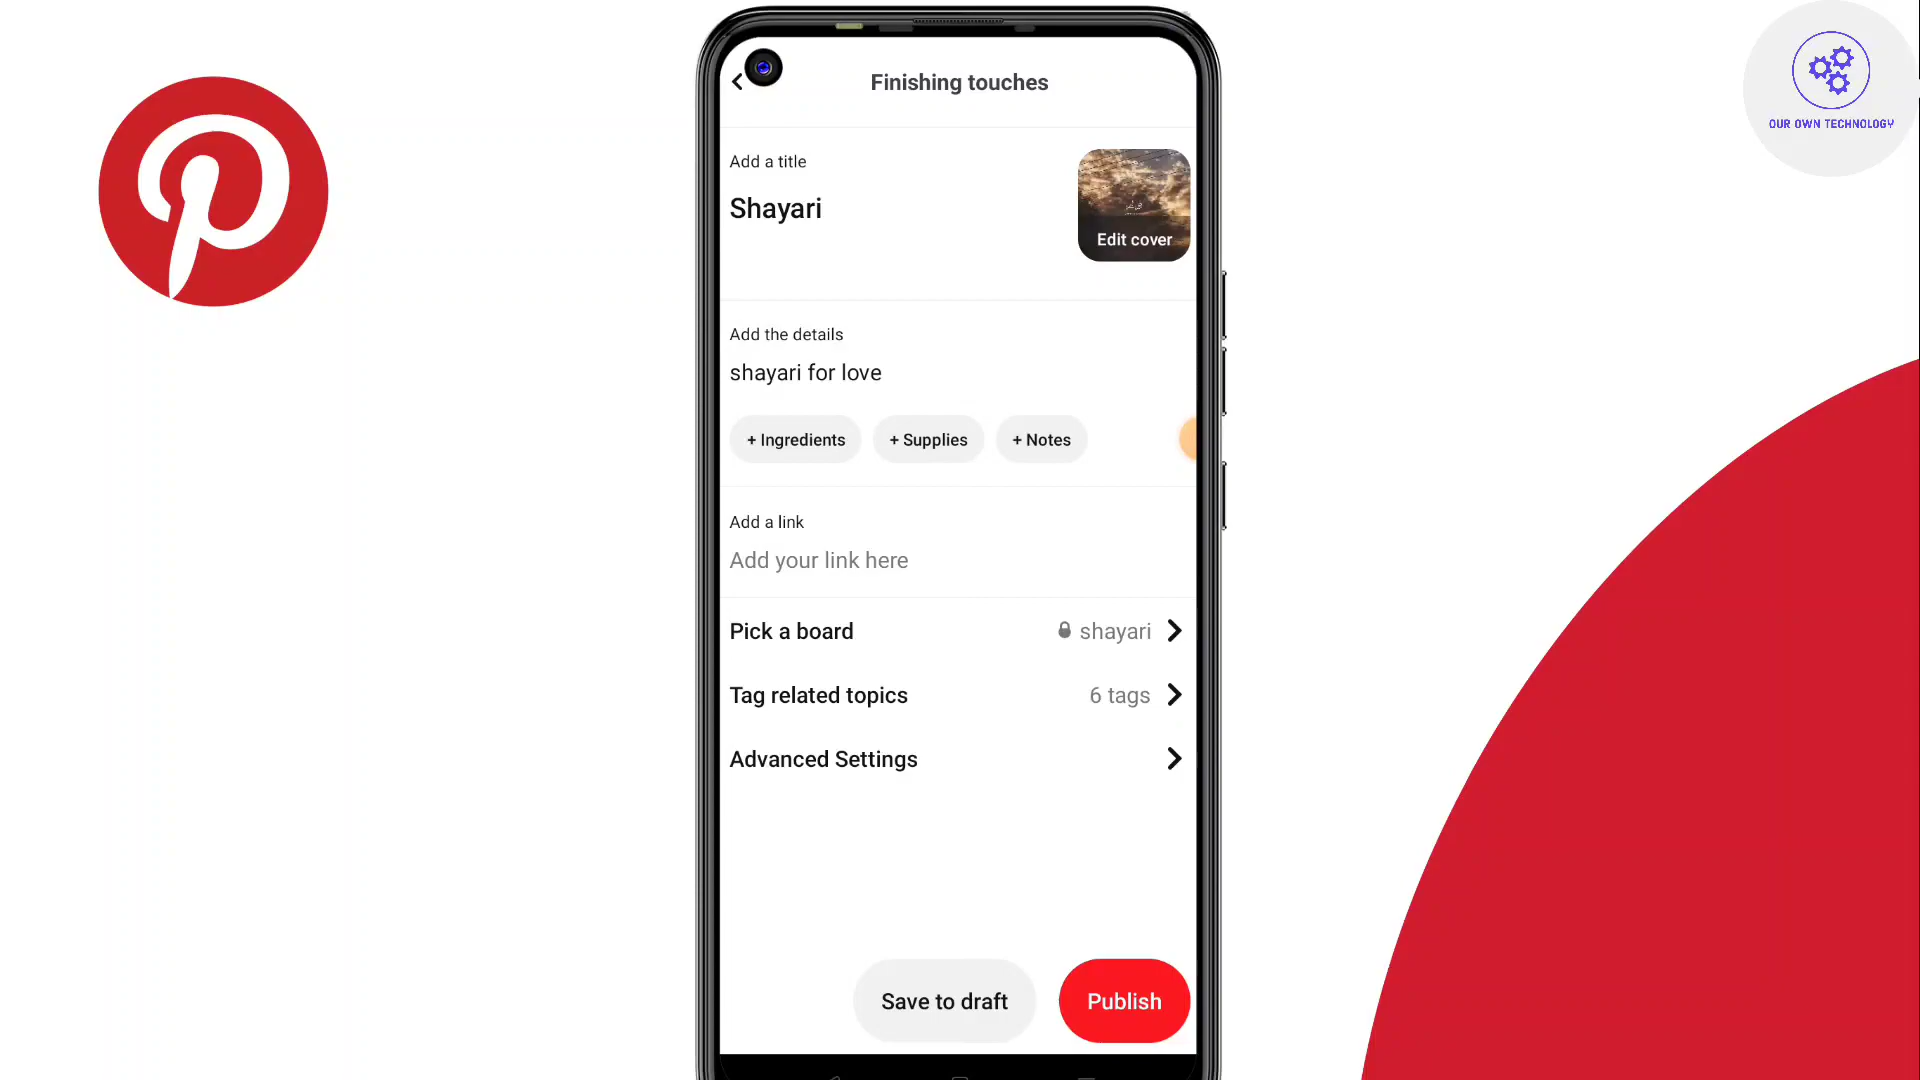 Finishing touches
OUR OWN TECHNOLOGY
Add a title
Shayari
Edit cover
Add the details
shayari for love
+ Ingredients
+ Supplies
+ Notes
Add a link
Add your link here
Pick a board
shayari
Tag related topics
6 tags
Advanced Settings
Save to draft
Publish